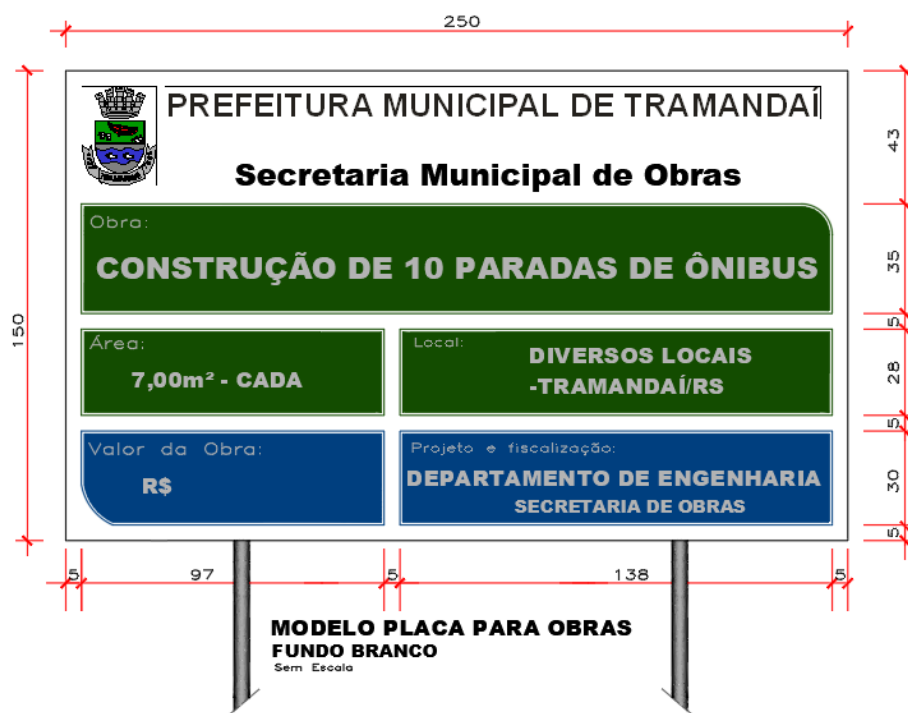 250
PREFEITURA MUNICIPAL DE TRAMANDAÍ
Secretaria Municipal de Obras
43
Obra:
CONSTRUÇÃO DE 10 PARADAS DE ÔNIBUS
35
150
5
Área:
7,00m² - CADA
Local:
DIVERSOS LOCAIS
-TRAMANDAÍ/RS
28
5
Valor da Obra:
R$
Projeto e fiscalização:
DEPARTAMENTO DE ENGENHARIA
SECRETARIA DE OBRAS
30
5
5 97 5 138 5
MODELO PLACA PARA OBRAS
FUNDO BRANCO
Sem Escala